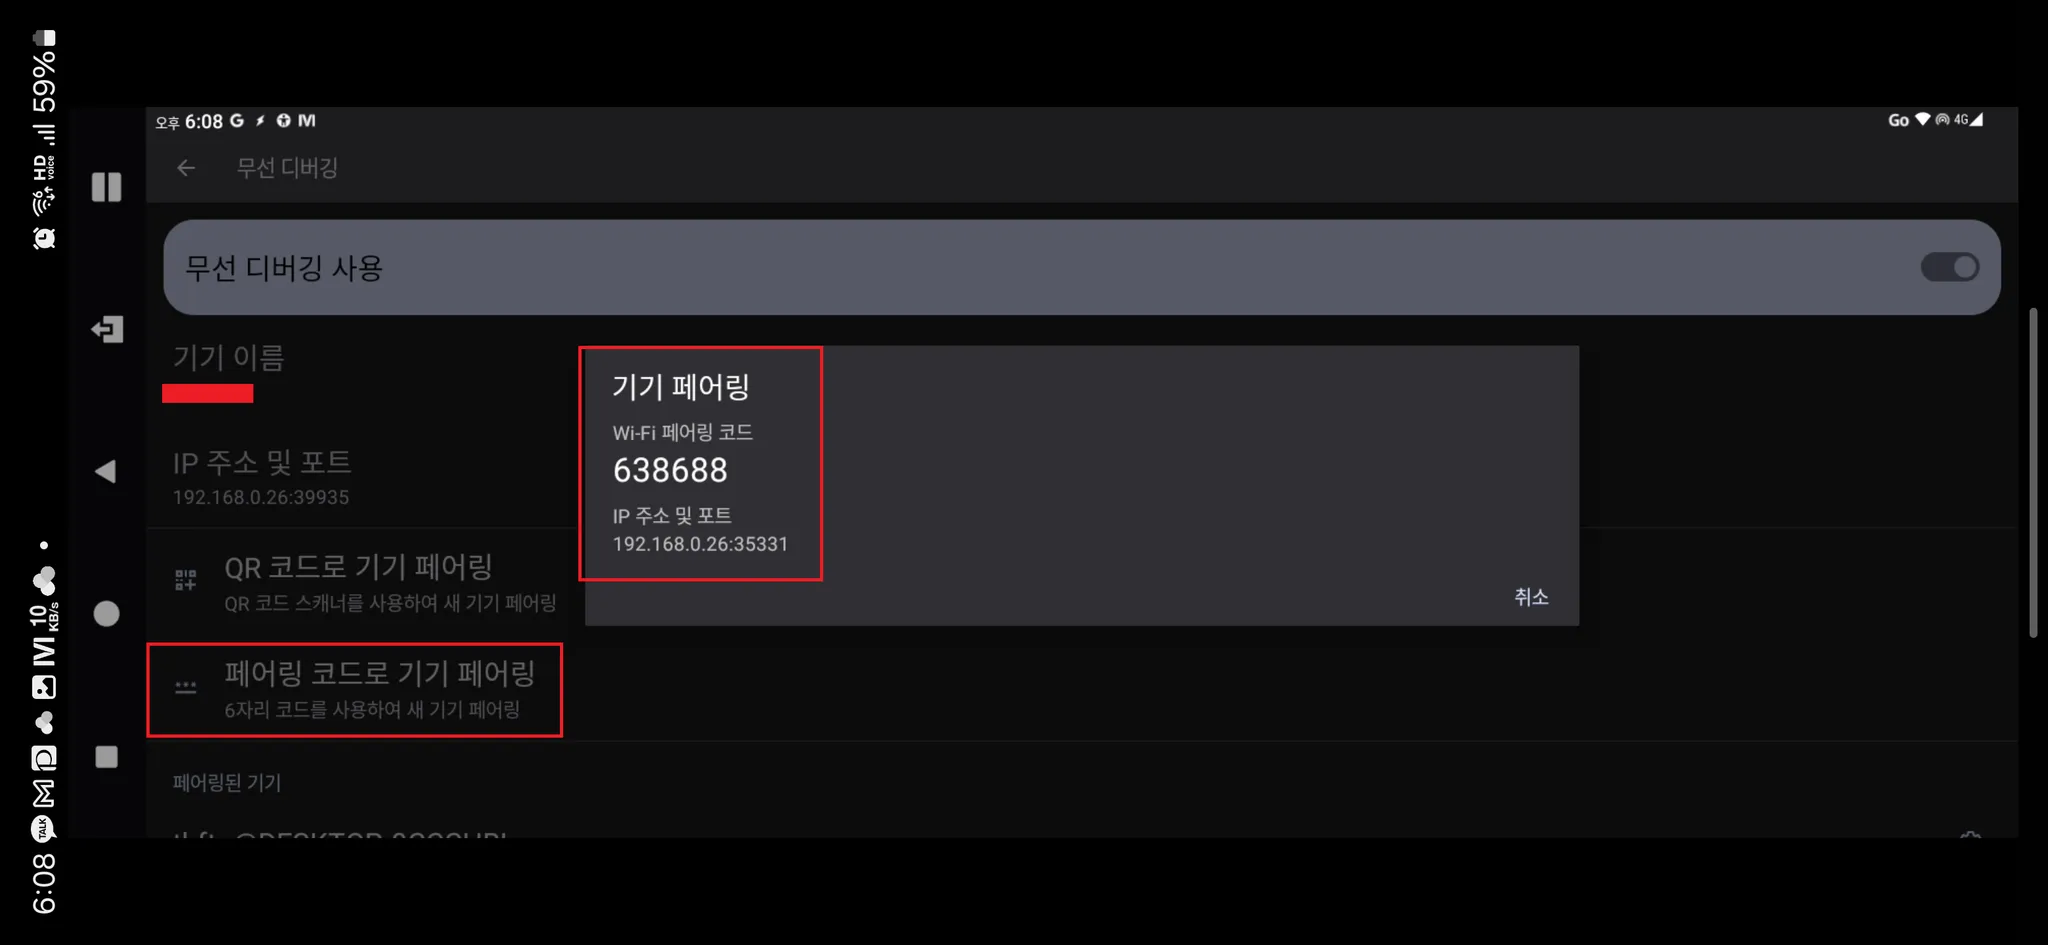 오후 6:08 G M
Go 4G
무선 디버깅
무선 디버깅 사용
기기 이름
IP 주소 및 포트
192.168.0.26:39935
QR 코드로 기기 페어링
QR 코드 스캐너를 사용하여 새 기기 페어링
페어링 코드로 기기 페어링
6자리 코드를 사용하여 새 기기 페어링
페어링된 기기
기기 페어링
Wi-Fi 페어링 코드
638688
IP 주소 및 포트
192.168.0.26:35331
취소
6:08 TALK M 10 KB/s
HD voice 59%